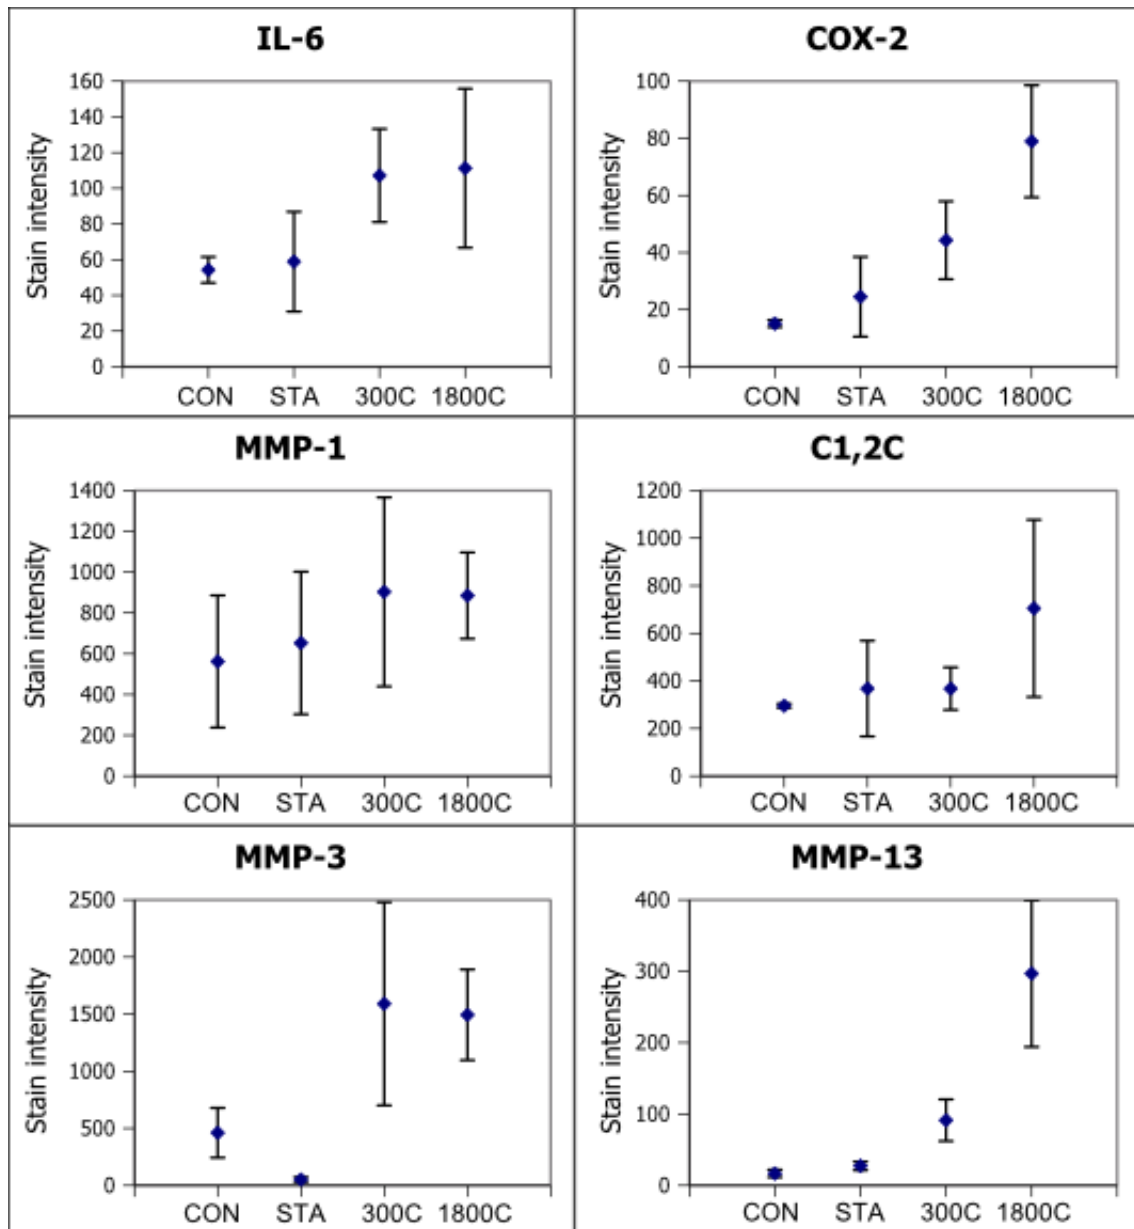 IL-6
Stain intensity
160
140
120
100
80
60
40
20
0
CON STA 300C 1800C
COX-2
Stain intensity
100
80
60
40
20
0
CON STA 300C 1800C
MMP-1
Stain intensity
1400
1200
1000
800
600
400
200
0
CON STA 300C 1800C
C1,2C
Stain intensity
1200
1000
800
600
400
200
0
CON STA 300C 1800C
MMP-3
Stain intensity
2500
2000
1500
1000
500
0
CON STA 300C 1800C
MMP-13
Stain intensity
400
300
200
100
0
CON STA 300C 1800C